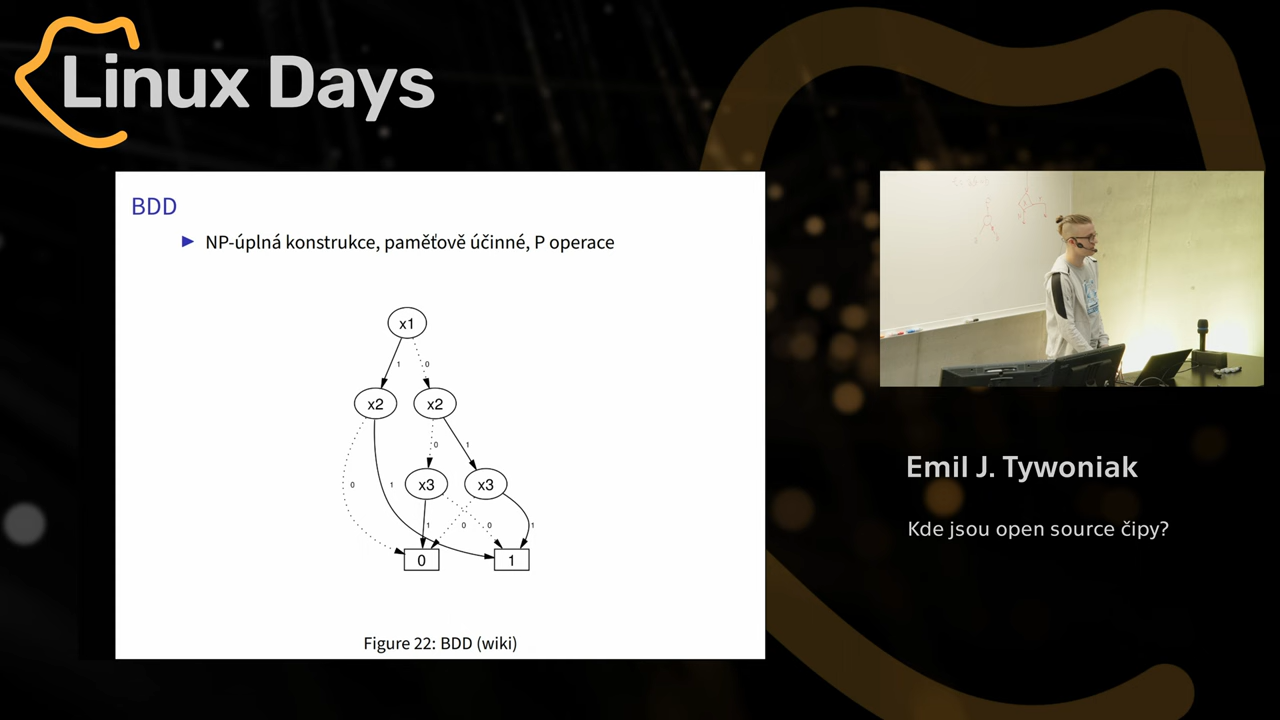 Linux Days
BDD
NP-úplná konstrukce, paměťově účinné, P operace
x1
1 0
x2 x2
0 1
0 1 x3 x3
1 0 0 1
0 1
Figure 22: BDD (wiki)
Emil J. Tywoniak
Kde jsou open source čipy?